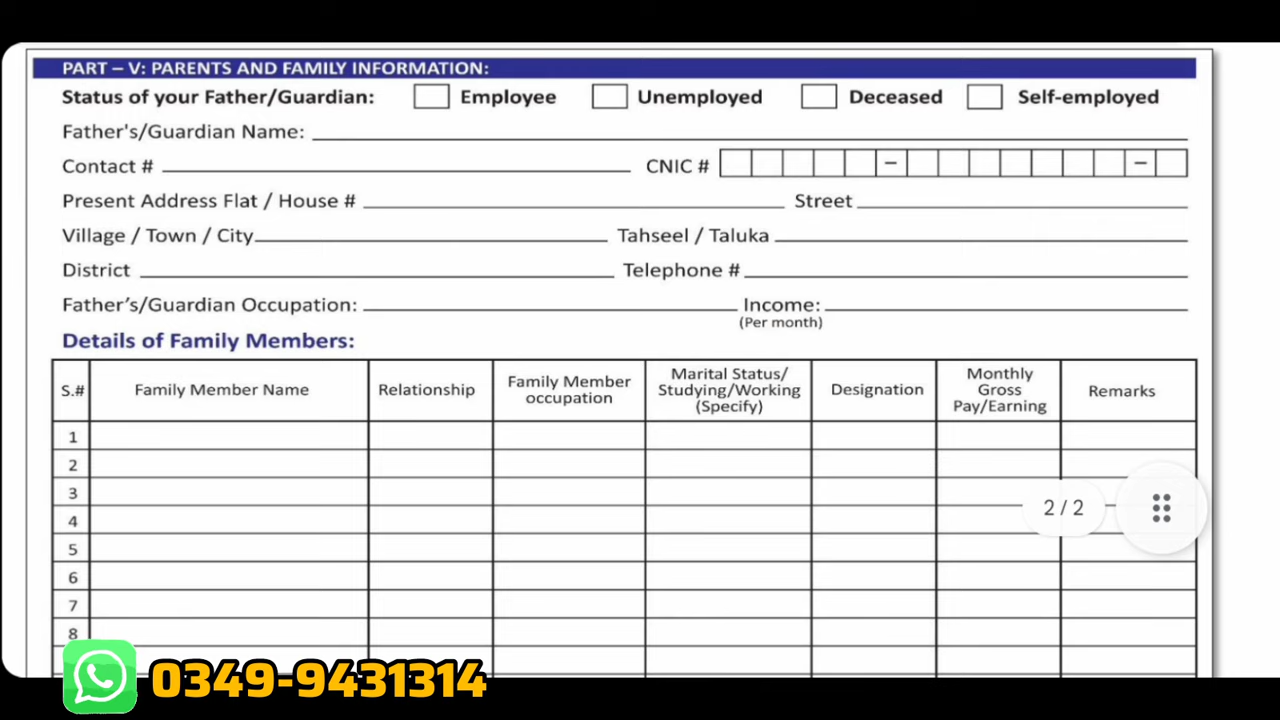 PART – V: PARENTS AND FAMILY INFORMATION:
Status of your Father/Guardian: Employee Unemployed Deceased Self-employed
Father's/Guardian Name:
Contact # CNIC # – –
Present Address Flat / House # Street
Village / Town / City Tahseel / Taluka
District Telephone #
Father’s/Guardian Occupation: Income:
(Per month)
Details of Family Members:
S.# Family Member Name Relationship Family Member occupation Marital Status/ Studying/Working (Specify) Designation Monthly Gross Pay/Earning Remarks
1
2
3
2 / 2
4
5
6
7
8
0349-9431314